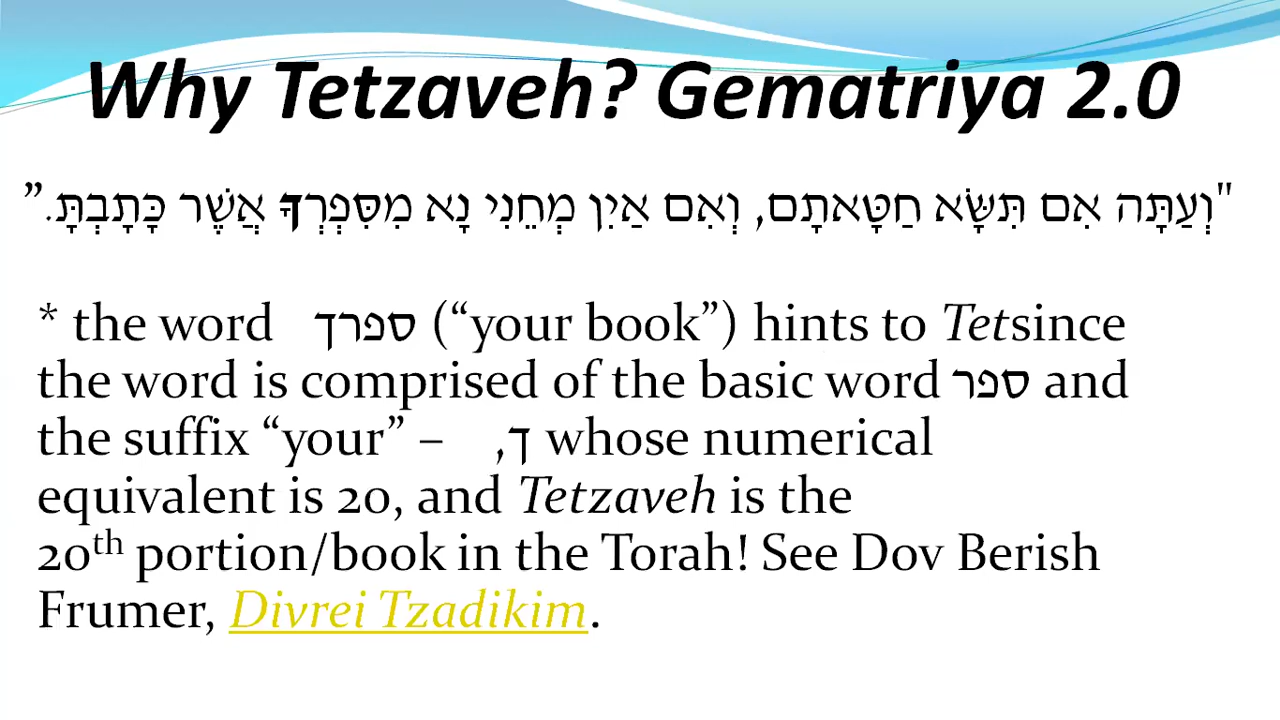 Why Tetzaveh? Gematriya 2.0
"וְעַתָּה אִם תִּשָּׂא חַטָּאתָם, וְאִם אַיִן מְחֵנִי נָא מִסִּפְרְךָ אֲשֶׁר כָּתָבְתָּ.”
* the word ספרך (“your book”) hints to Tetsince
the word is comprised of the basic word ספר and
the suffix “your” – ך, whose numerical
equivalent is 20, and Tetzaveh is the
20th portion/book in the Torah! See Dov Berish
Frumer, Divrei Tzadikim.